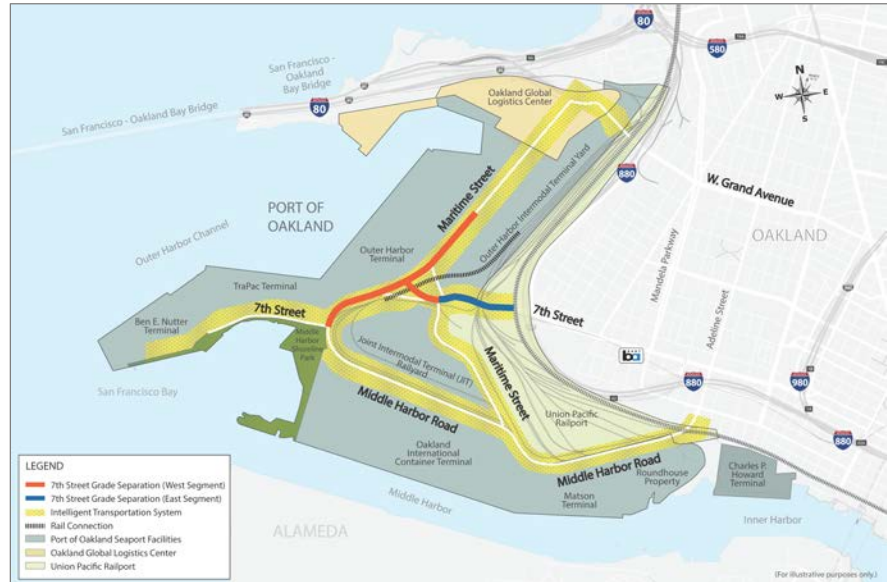 80
580
San Francisco -
Oakland
Bay Bridge
San Francisco - Oakland Bay Bridge
80
Oakland Global
Logistics Center
N
W
E
S
880
W. Grand Avenue
OAKLAND
PORT OF
OAKLAND
Maritime Street
Outer Harbor Intermodal Terminal Yard
Outer Harbor Channel
Outer Harbor
Terminal
Mandela Parkway
Adeline Street
TraPac Terminal
7th Street
7th Street
Ben E. Nutter
Terminal
Middle
Harbor
Shoreline
Park
Joint Intermodal Terminal (JIT)
Railyard
Maritime Street
ba
880
980
San Francisco Bay
Middle Harbor Road
Union Pacific
Railport
880
Oakland
International
Container Terminal
Middle Harbor Road
Roundhouse
Property
Charles P.
Howard
Terminal
Matson
Terminal
Middle Harbor
Inner Harbor
ALAMEDA
LEGEND
7th Street Grade Separation (West Segment)
7th Street Grade Separation (East Segment)
Intelligent Transportation System
Rail Connection
Port of Oakland Seaport Facilities
Oakland Global Logistics Center
Union Pacific Railport
(For illustrative purposes only.)